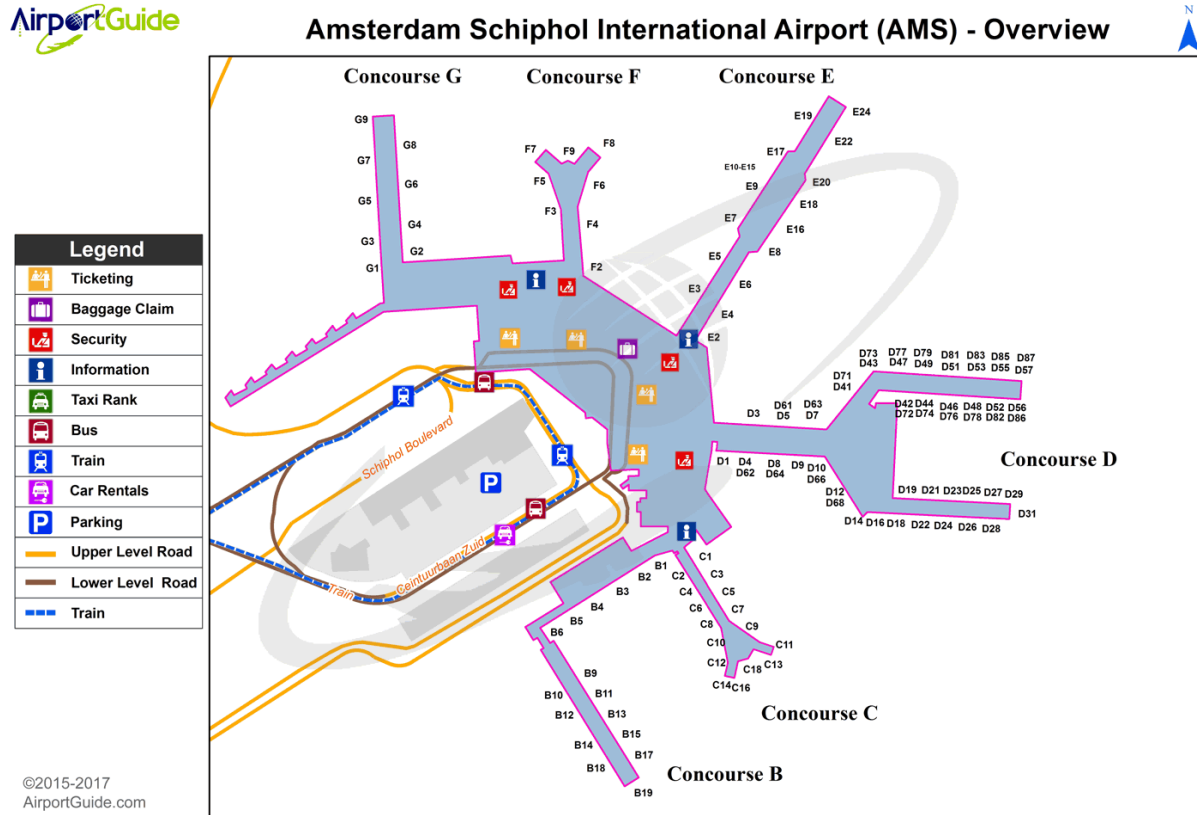 AirportGuide
Amsterdam Schiphol International Airport (AMS) - Overview
N
Concourse G
Concourse F
Concourse E
G9
G8
G7
G6
G5
G4
G3
G2
G1
F7
F9
F8
F5
F6
F3
F4
F2
E19
E24
E22
E17
E10-E15
E9
E20
E18
E7
E16
E5
E8
E3
E6
E4
E2
Legend
Ticketing
Baggage Claim
Security
Information
Taxi Rank
Bus
Train
Car Rentals
P Parking
Upper Level Road
Lower Level Road
Train
Schiphol Boulevard
P
Ceintuurbaan Zuid
Train
D73 D77 D79 D81 D83 D85 D87
D43 D47 D49 D51 D53 D55 D57
D71
D41
D42 D44 D46 D48 D52 D56
D72 D74 D76 D78 D82 D86
D3
D61 D63
D5 D7
D1 D4 D8 D9 D10
D62 D64 D66
D12
D68
Concourse D
D19 D21 D23 D25 D27 D29
D31
D14 D16 D18 D22 D24 D26 D28
B1
B2
B3
B4
B5
B6
B9
B10
B11
B12
B13
B15
B14
B17
B18
B19
C1
C2
C3
C4
C5
C6
C7
C8
C9
C10
C11
C12
C18
C13
C14
C16
Concourse C
Concourse B
©2015-2017
AirportGuide.com